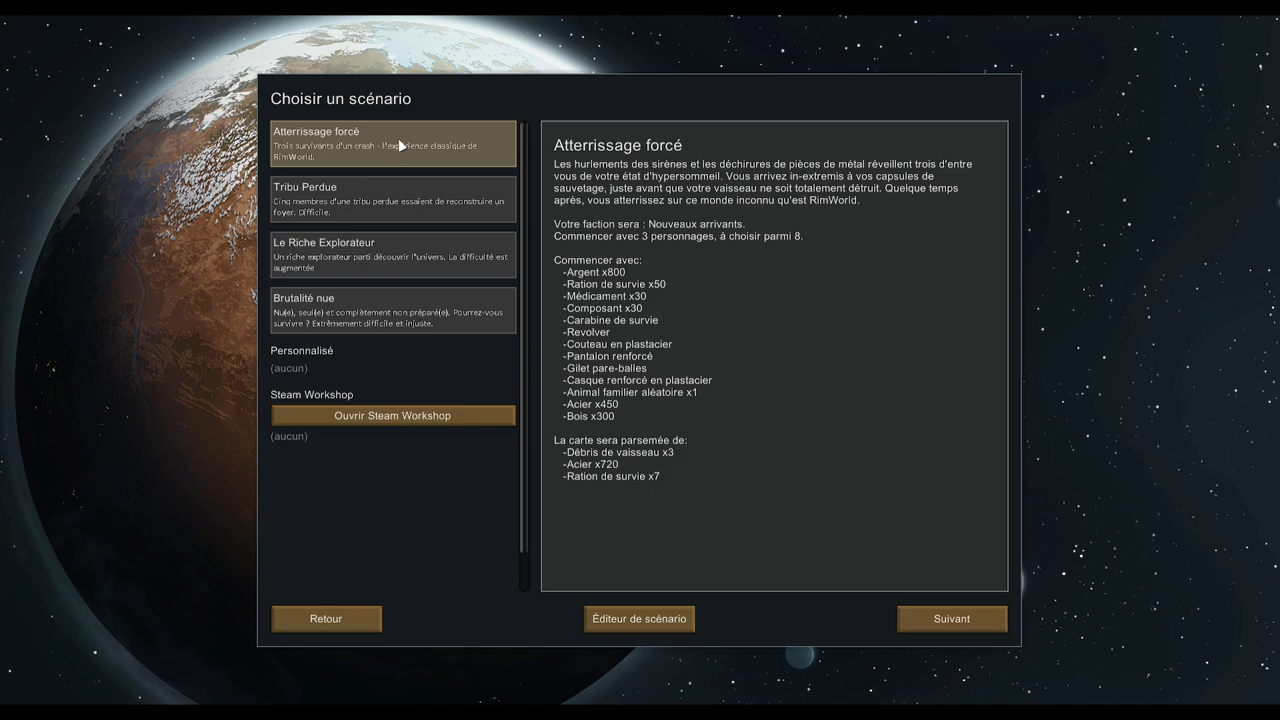 Choisir un scénario
Atterrissage forcé
Trois survivants d'un crash - l'expérience classique de
RimWorld.
Tribu Perdue
Cinq membres d'une tribu perdue essaient de reconstruire un
foyer. Difficile.
Le Riche Explorateur
Un riche explorateur parti découvrir l'univers. La difficulté est
augmentée
Brutalité nue
Nu(e), seul(e) et complètement non préparé(e). Pourrez-vous
survivre ? Extrêmement difficile et injuste.
Personnalisé
(aucun)
Steam Workshop
Ouvrir Steam Workshop
(aucun)
Atterrissage forcé
Les hurlements des sirènes et les déchirures de pièces de métal réveillent trois d'entre
vous de votre état d'hypersommeil. Vous arrivez in-extremis à vos capsules de
sauvetage, juste avant que votre vaisseau ne soit totalement détruit. Quelque temps
après, vous atterrissez sur ce monde inconnu qu'est RimWorld.
Votre faction sera : Nouveaux arrivants.
Commencer avec 3 personnages, à choisir parmi 8.
Commencer avec:
-Argent x800
-Ration de survie x50
-Médicament x30
-Composant x30
-Carabine de survie
-Revolver
-Couteau en plastacier
-Pantalon renforcé
-Gilet pare-balles
-Casque renforcé en plastacier
-Animal familier aléatoire x1
-Acier x450
-Bois x300
La carte sera parsemée de:
-Débris de vaisseau x3
-Acier x720
-Ration de survie x7
Retour
Éditeur de scénario
Suivant